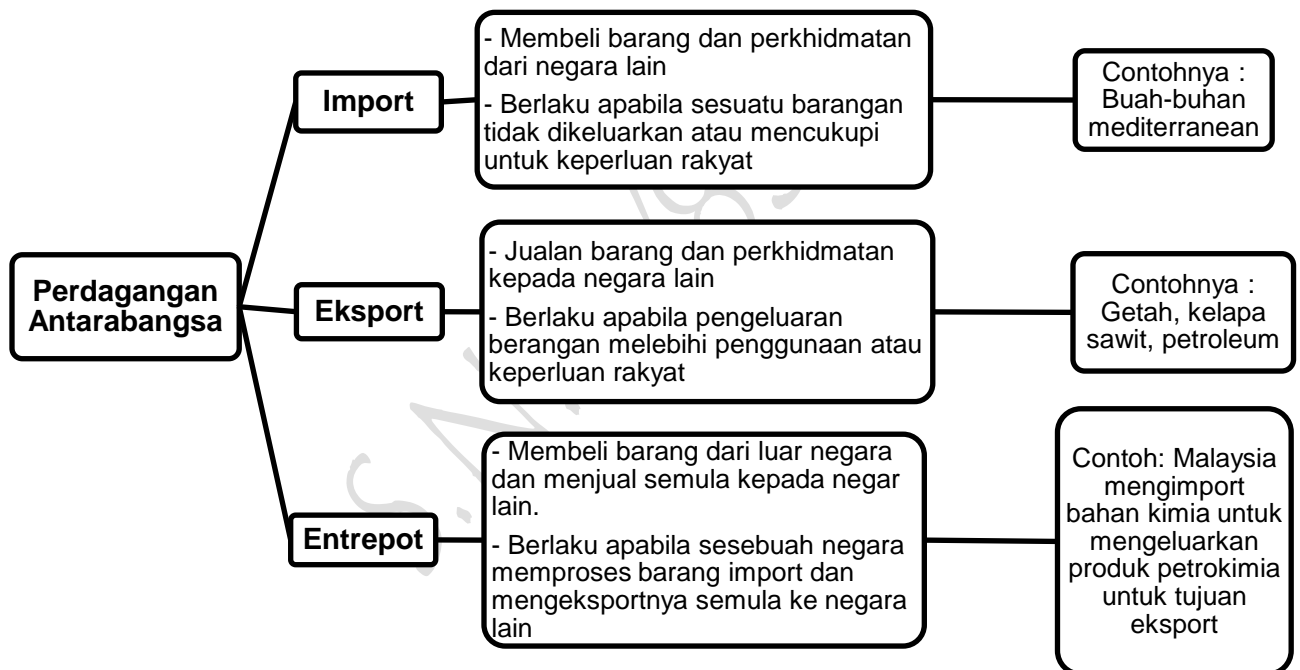 Perdagangan
Antarabangsa
Import
- Membeli barang dan perkhidmatan
dari negara lain
- Berlaku apabila sesuatu barangan
tidak dikeluarkan atau mencukupi
untuk keperluan rakyat
Contohnya :
Buah-buhan
mediterranean
Eksport
- Jualan barang dan perkhidmatan
kepada negara lain
- Berlaku apabila pengeluaran
berangan melebihi penggunaan atau
keperluan rakyat
Contohnya :
Getah, kelapa
sawit, petroleum
Entrepot
- Membeli barang dari luar negara
dan menjual semula kepada negar
lain.
- Berlaku apabila sesebuah negara
memproses barang import dan
mengeksportnya semula ke negara
lain
Contoh: Malaysia
mengimport
bahan kimia untuk
mengeluarkan
produk petrokimia
untuk tujuan
eksport